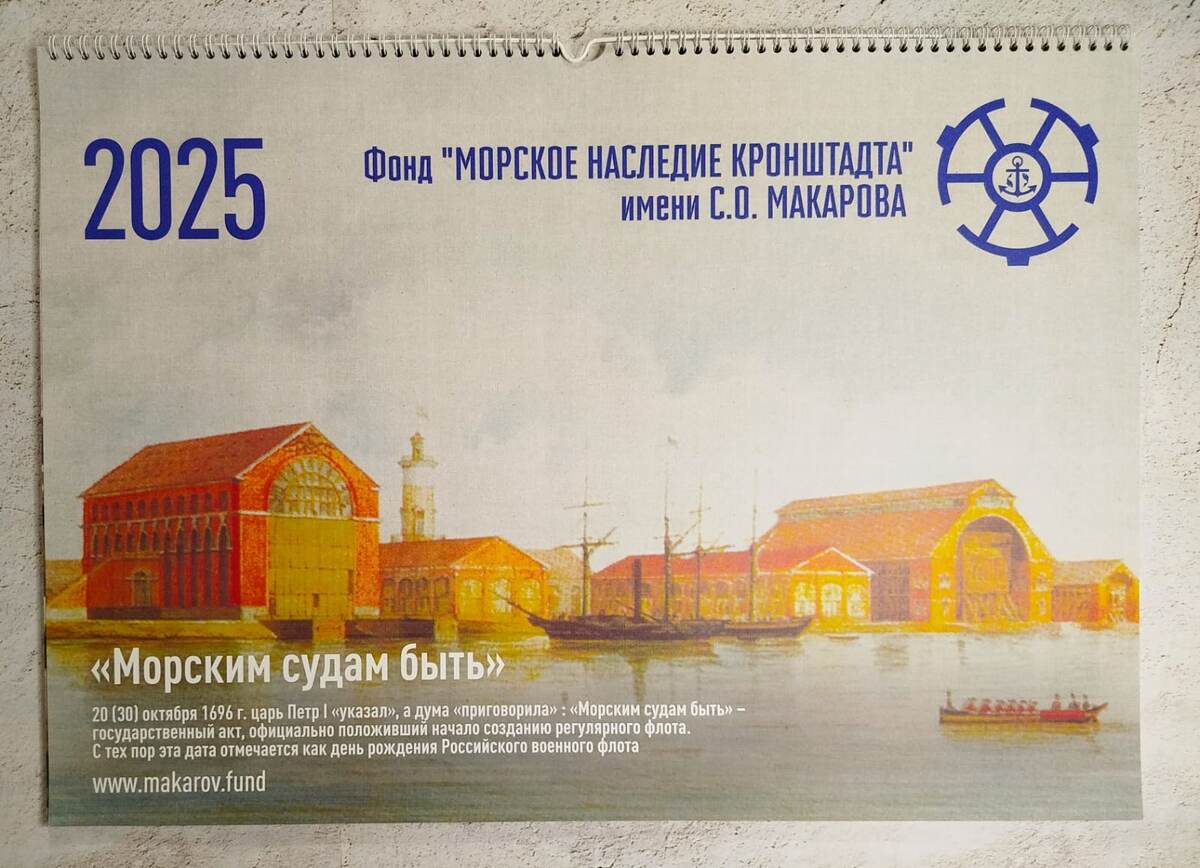 2025
Фонд "МОРСКОЕ НАСЛЕДИЕ КРОНШТАДТА"
имени С.О. МАКАРОВА
«Морским судам быть»
20 (30) октября 1696 г. царь Петр I «указал», а дума «приговорила» : «Морским судам быть» –
государственный акт, официально положивший начало созданию регулярного флота.
С тех пор эта дата отмечается как день рождения Российского военного флота
www.makarov.fund